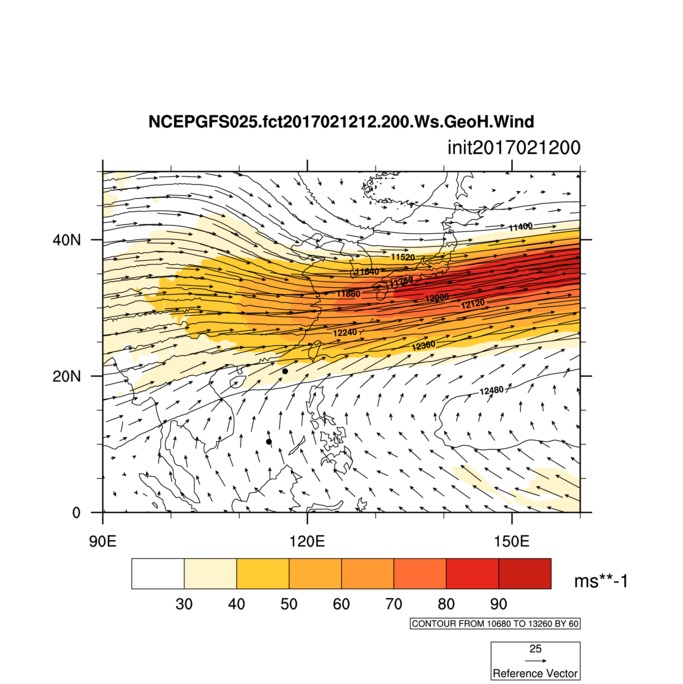 NCEPGFS025.fct2017021212.200.Ws.GeoH.Wind
init2017021200
11400
40N
11520
11640
11760
11880
12000
12120
12240
12360
20N
12480
0
90E 120E 150E
ms**-1
30 40 50 60 70 80 90
CONTOUR FROM 10680 TO 13260 BY 60
25
Reference Vector